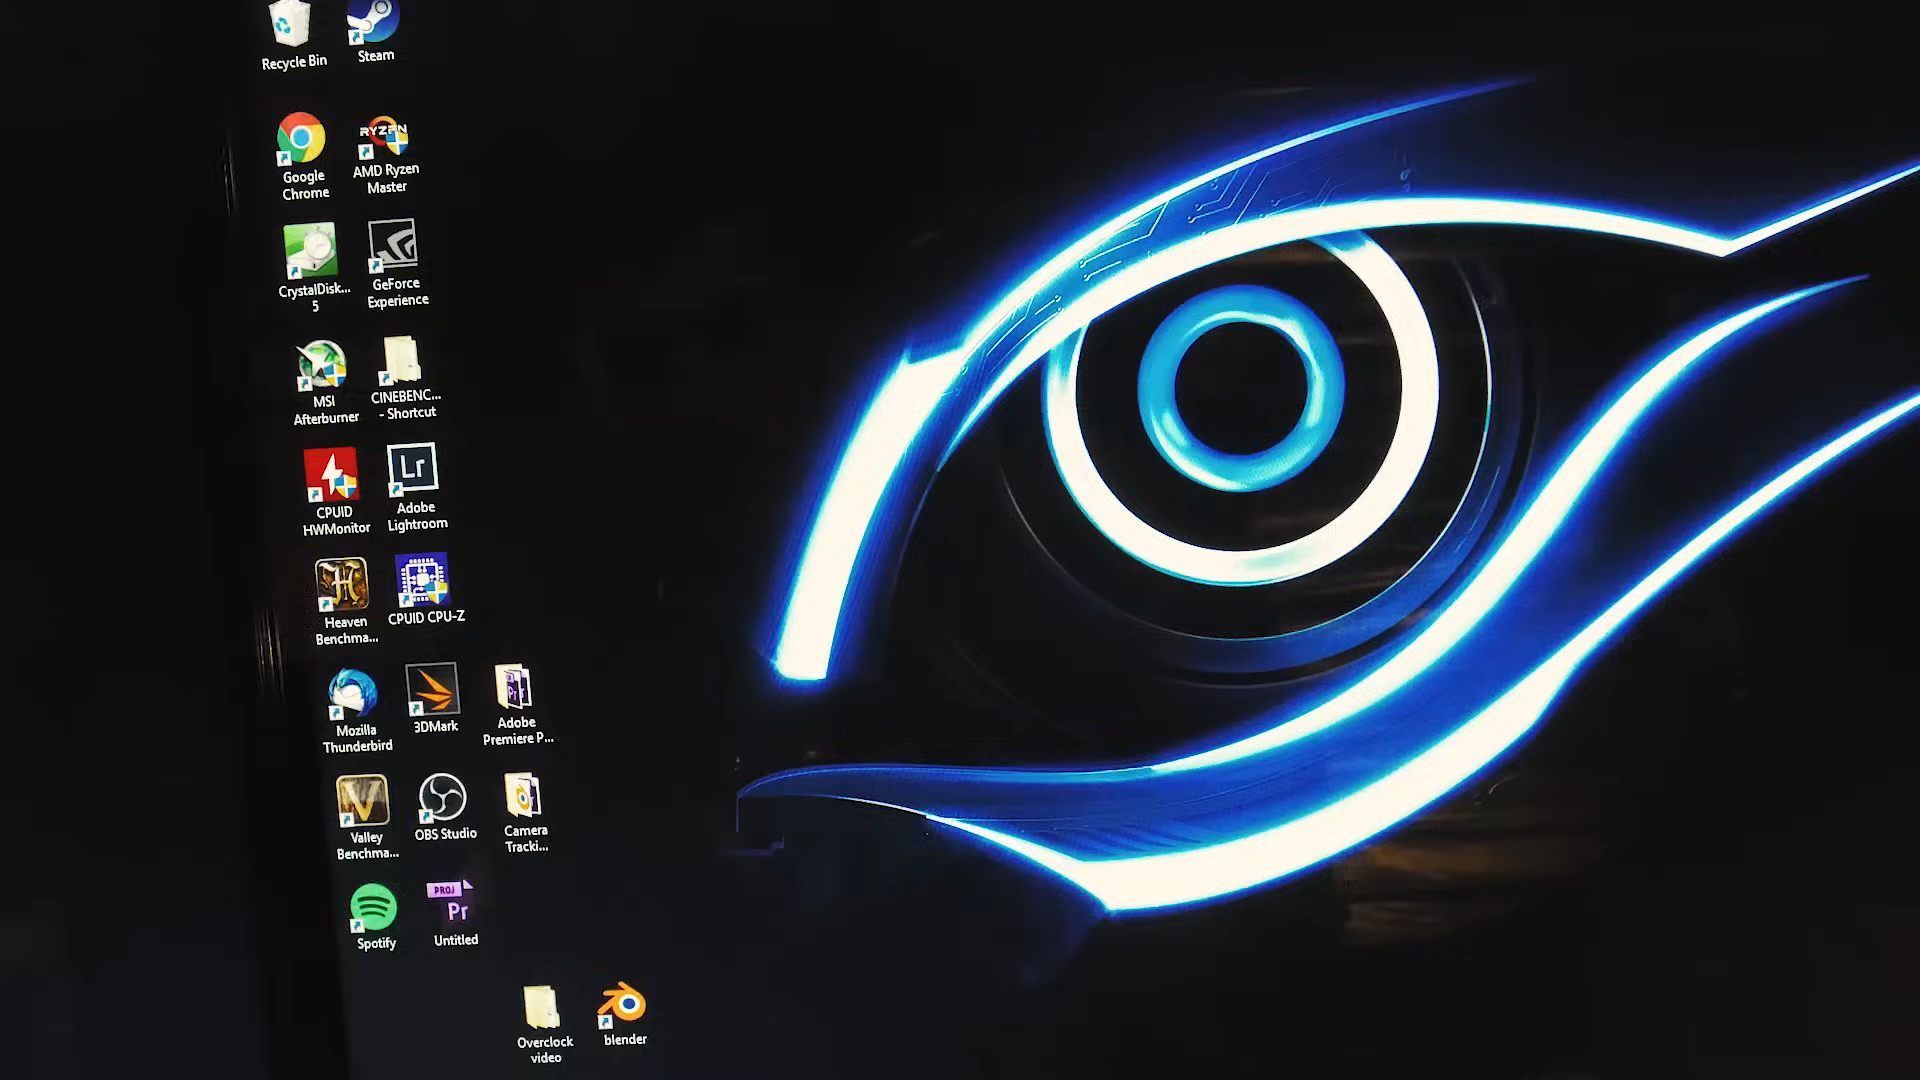 Recycle Bin
Steam
Google
Chrome
RYZEN
AMD Ryzen
Master
CrystalDisk...
5
GeForce
Experience
MSI
Afterburner
CINEBENC...
- Shortcut
CPUID
HWMonitor
Lr
Adobe
Lightroom
H
Heaven
Benchma...
CPUID CPU-Z
Mozilla
Thunderbird
3DMark
Pr
Adobe
Premiere P...
V
Valley
Benchma...
OBS Studio
Camera
Tracki...
Spotify
PROJ
Pr
Untitled
Overclock
video
blender